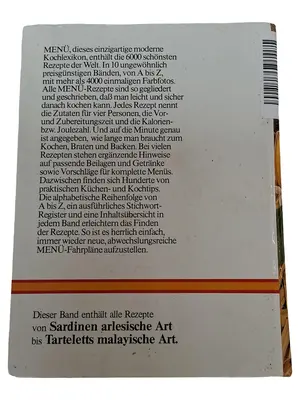 MENÜ, dieses einzigartige moderne
Kochlexikon, enthält die 6000 schönsten
Rezepte der Welt. In 10 ungewöhnlich
preisgünstigen Bänden, von A bis Z,
mit mehr als 4000 einmaligen Farbfotos.
Alle MENÜ-Rezepte sind so gegliedert
und geschrieben, daß man leicht und sicher
danach kochen kann. Jedes Rezept nennt
die Zutaten für vier Personen, die Vor-
und Zubereitungszeit und die Kalorien-
bzw. Joulezahl. Und auf die Minute genau
ist angegeben, wie lange man braucht zum
Kochen, Braten und Backen. Bei vielen
Rezepten stehen ergänzende Hinweise
auf passende Beilagen und Getränke
sowie Vorschläge für komplette Menüs.
Dazwischen finden sich Hunderte von
praktischen Küchen- und Kochtips.
Die alphabetische Reihenfolge von
A bis Z, ein ausführliches Stichwort-
Register und eine Inhaltsübersicht in
jedem Band erleichtern das Finden
der Rezepte. So ist es herrlich einfach,
immer wieder neue, abwechslungsreiche
MENÜ-Fahrpläne aufzustellen.
Dieser Band enthält alle Rezepte
von Sardinen arlesische Art
bis Tarteletts malayische Art.